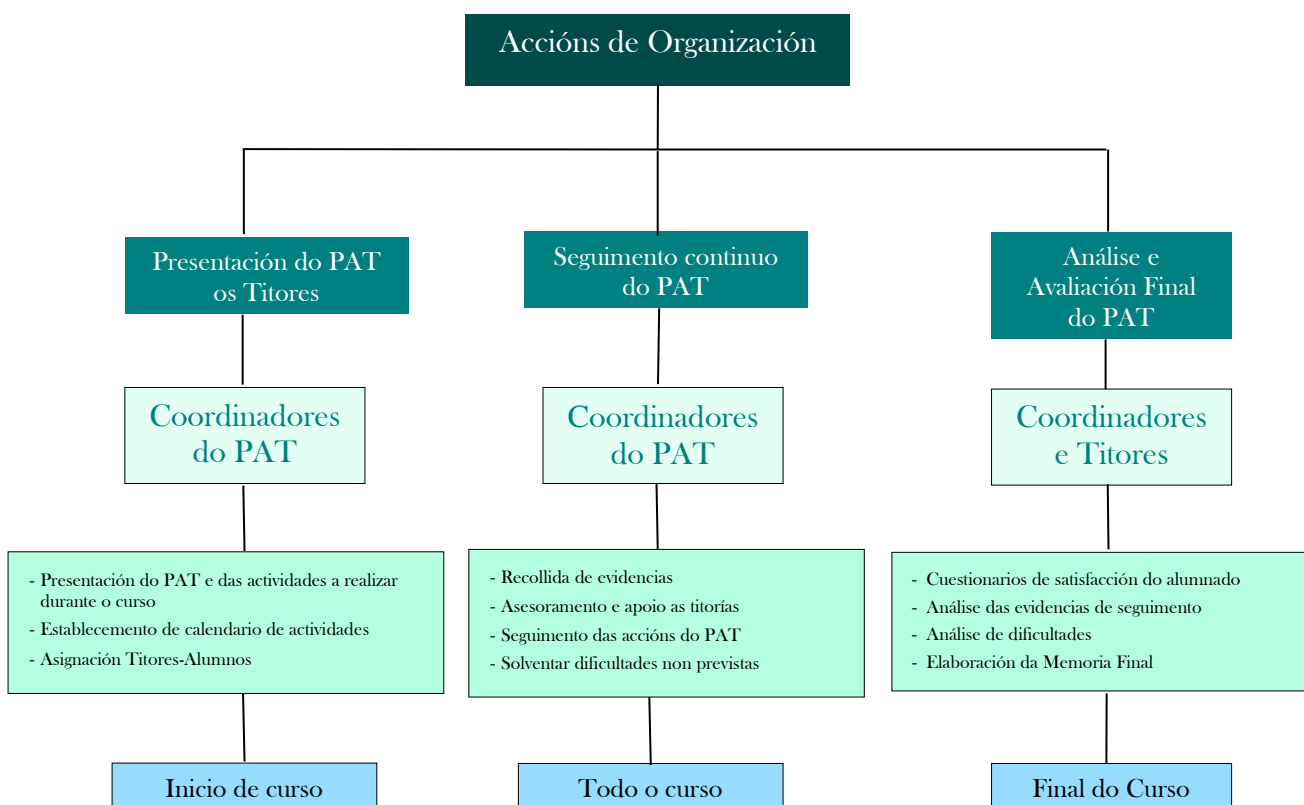 Accións de Organización
Presentación do PAT
os Titores
Coordinadores
do PAT
- Presentación do PAT e das actividades a realizar
durante o curso
- Establecemento de calendario de actividades
- Asignación Titores-Alumnos
Inicio de curso
Seguimento continuo
do PAT
Coordinadores
do PAT
- Recollida de evidencias
- Asesoramento e apoio as titorías
- Seguimento das accións do PAT
- Solventar dificultades non previstas
Todo o curso
Análise e
Avaliación Final
do PAT
Coordinadores
e Titores
- Cuestionarios de satisfacción do alumnado
- Análise das evidencias de seguimento
- Análise de dificultades
- Elaboración da Memoria Final
Final do Curso